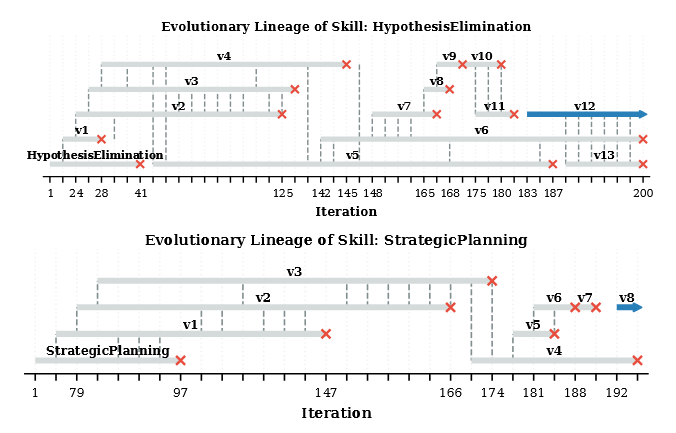 Evolutionary Lineage of Skill: HypothesisElimination
v4
v9 v10
v3
v8
v2
v7
v11
v12
v1
v6
HypothesisElimination
v5
v13
1 24 28 41 125 142 145 148 165 168 175 180 183 187 200
Iteration
Evolutionary Lineage of Skill: StrategicPlanning
v3
v2
v6 v7 v8
v1
v5
StrategicPlanning
v4
1 79 97 147 166 174 181 188 192
Iteration